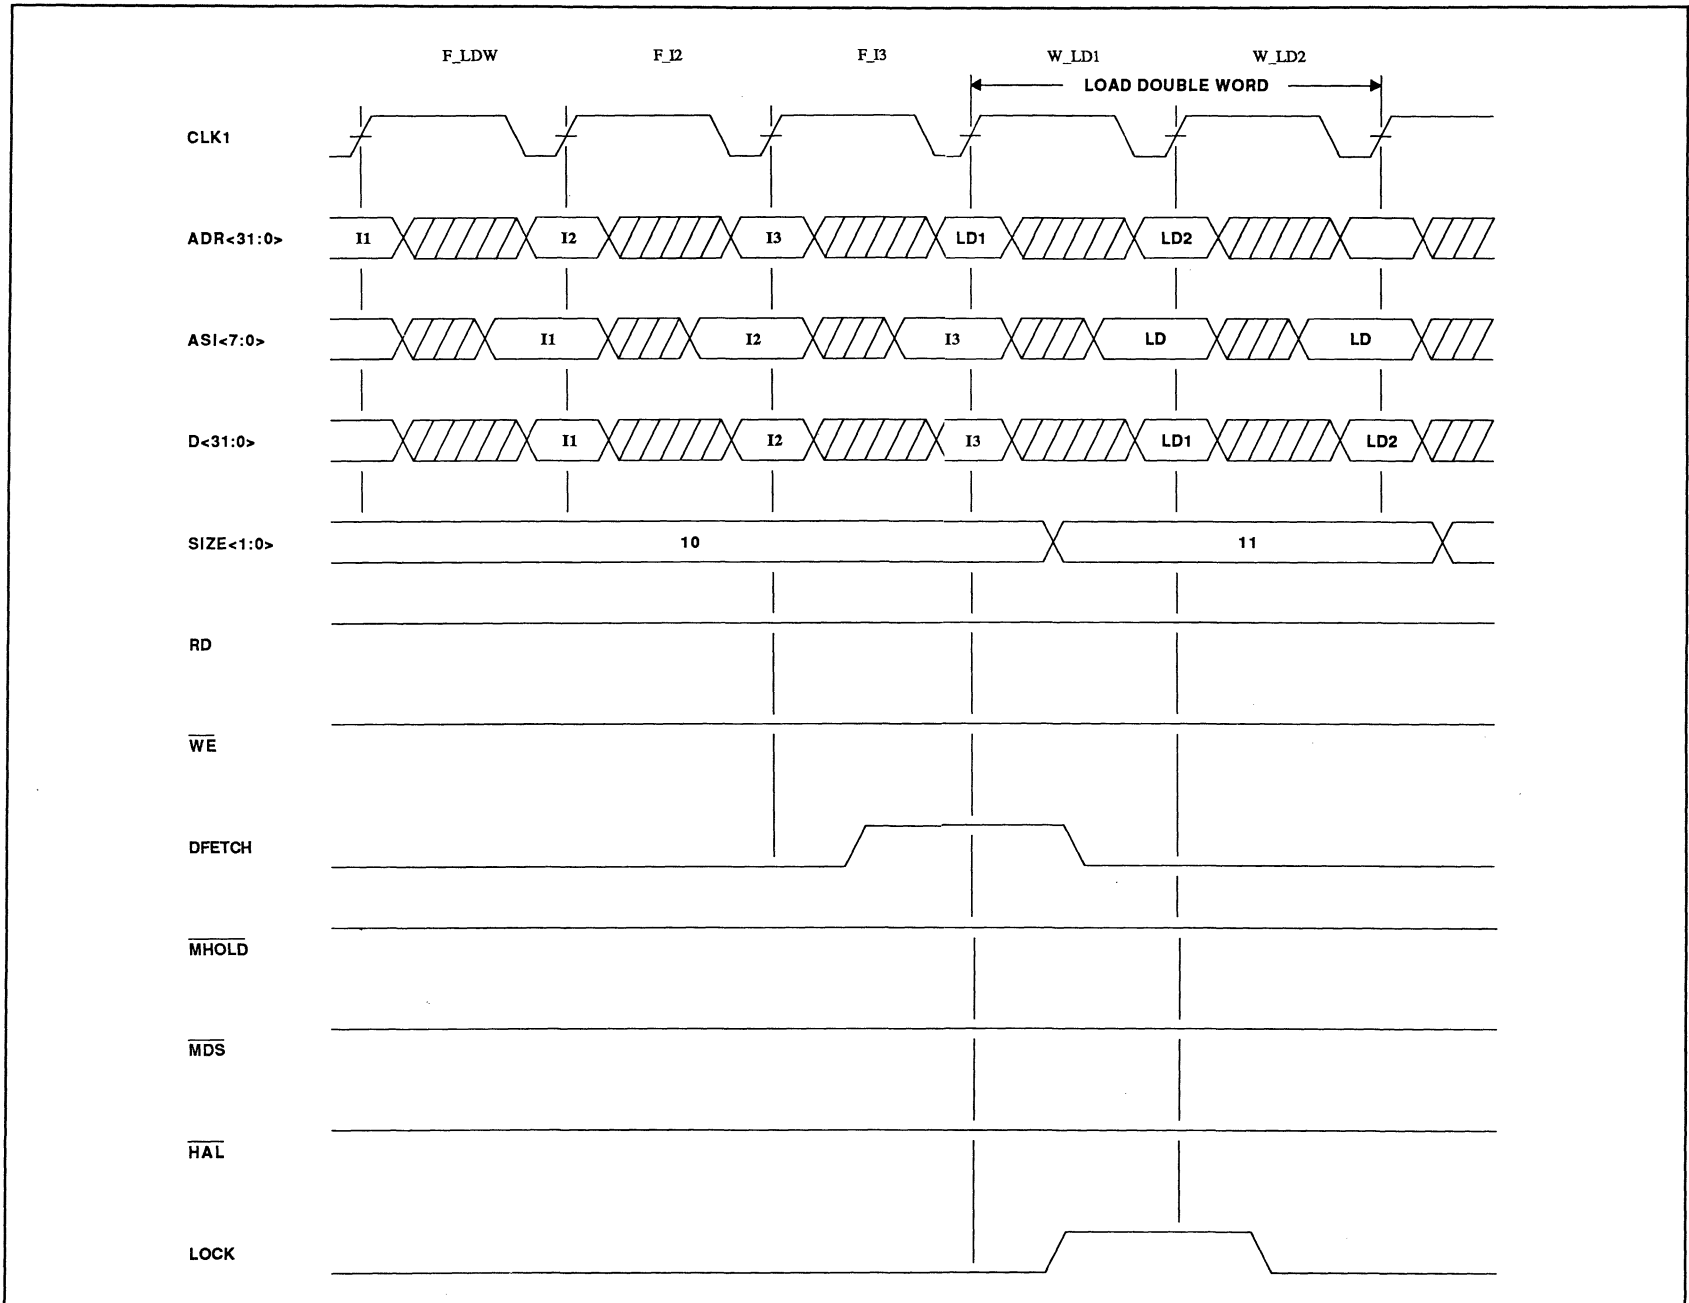 F_LDW F_I2 F_I3 W_LD1 W_LD2
LOAD DOUBLE WORD
CLK1
ADR<31:0> I1 I2 I3 LD1 LD2
ASI<7:0> I1 I2 I3 LD LD
D<31:0> I1 I2 I3 LD1 LD2
SIZE<1:0> 10 11
RD
WE
DFETCH
MHOLD
MDS
HAL
LOCK